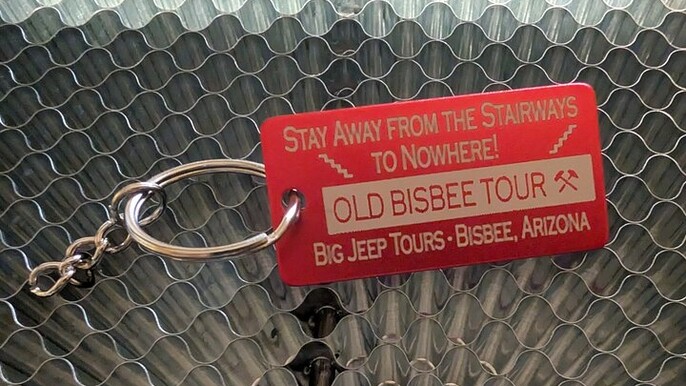 Stay Away from the Stairways
to Nowhere!
OLD BISBEE TOUR
Big Jeep Tours • Bisbee, Arizona